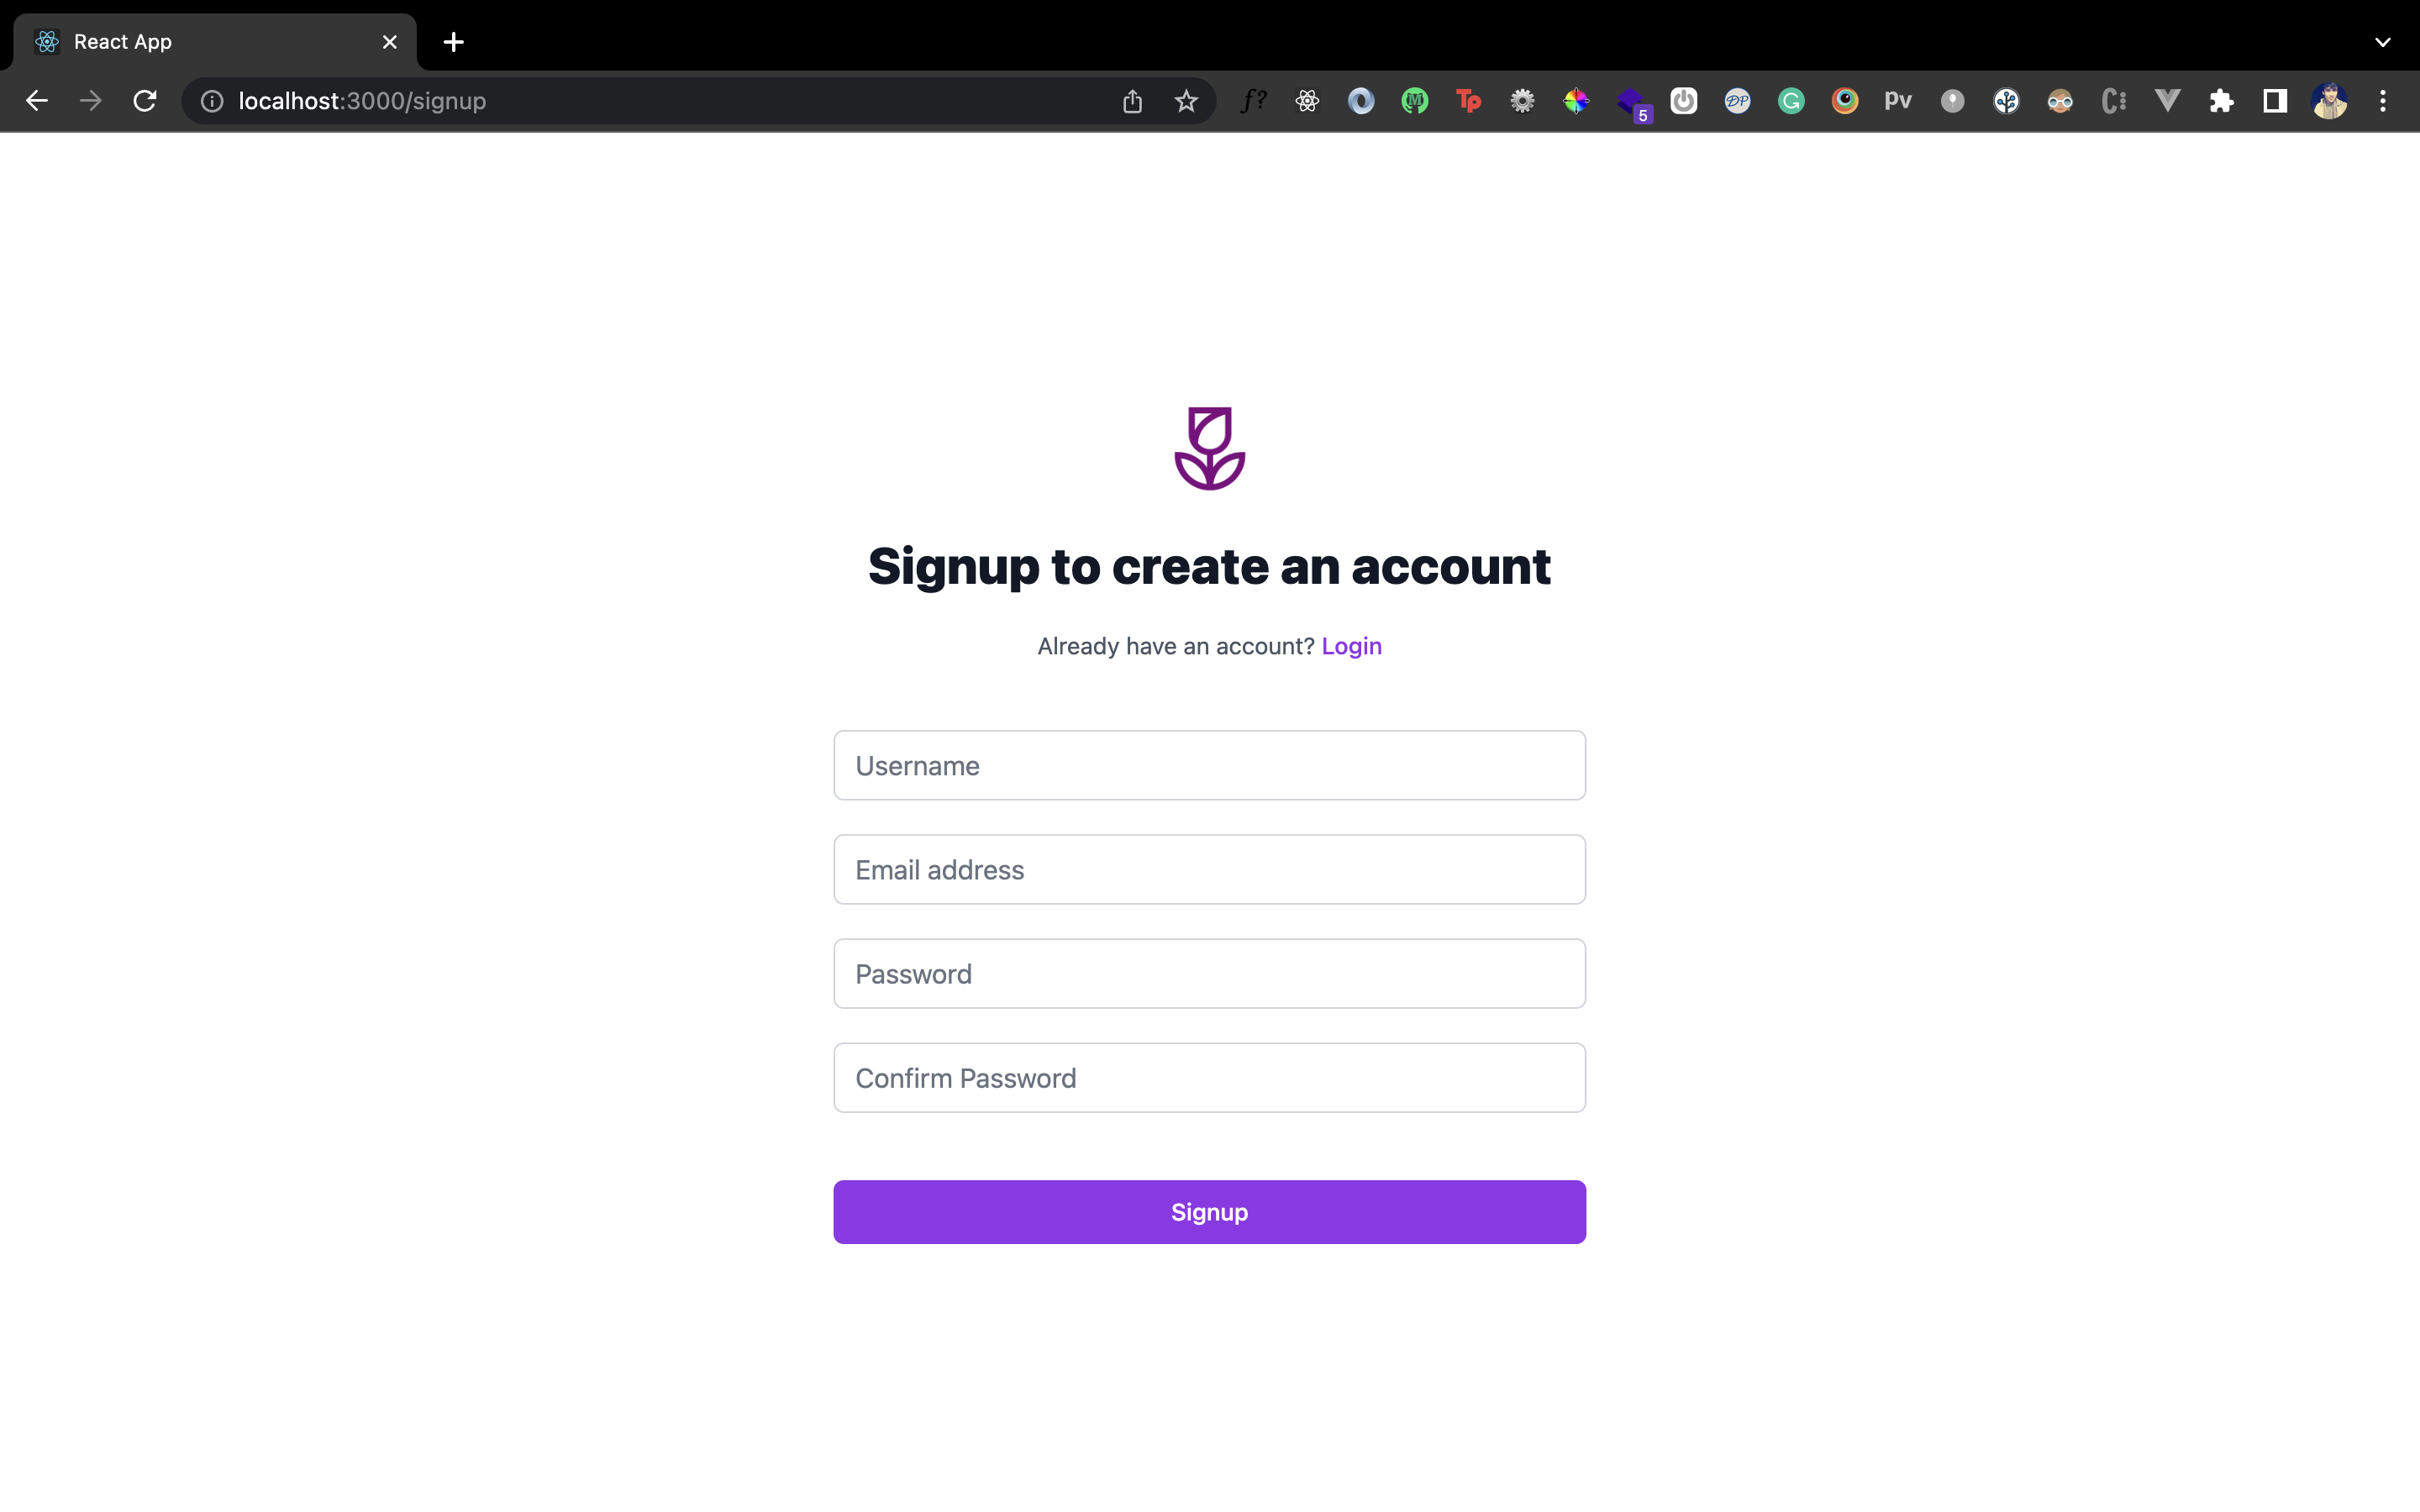 React App
localhost:3000/signup
f? M Tp 5 DP G pv C:
Signup to create an account
Already have an account? Login
Username
Email address
Password
Confirm Password
Signup